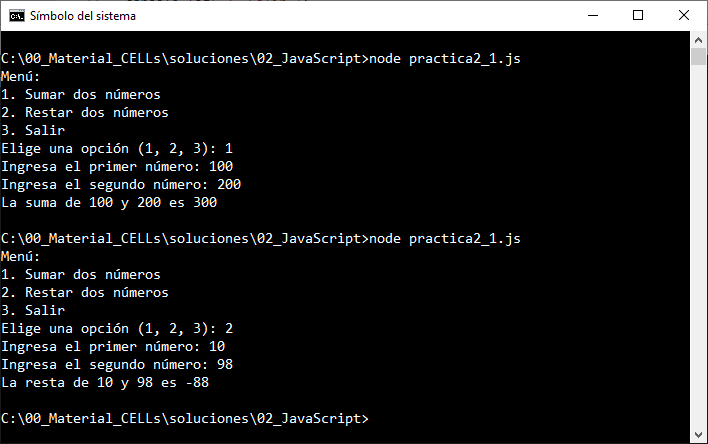 Símbolo del sistema
C:\00_Material_CELLs\soluciones\02_JavaScript>node practica2_1.js
Menú:
1. Sumar dos números
2. Restar dos números
3. Salir
Elige una opción (1, 2, 3): 1
Ingresa el primer número: 100
Ingresa el segundo número: 200
La suma de 100 y 200 es 300
C:\00_Material_CELLs\soluciones\02_JavaScript>node practica2_1.js
Menú:
1. Sumar dos números
2. Restar dos números
3. Salir
Elige una opción (1, 2, 3): 2
Ingresa el primer número: 10
Ingresa el segundo número: 98
La resta de 10 y 98 es -88
C:\00_Material_CELLs\soluciones\02_JavaScript>